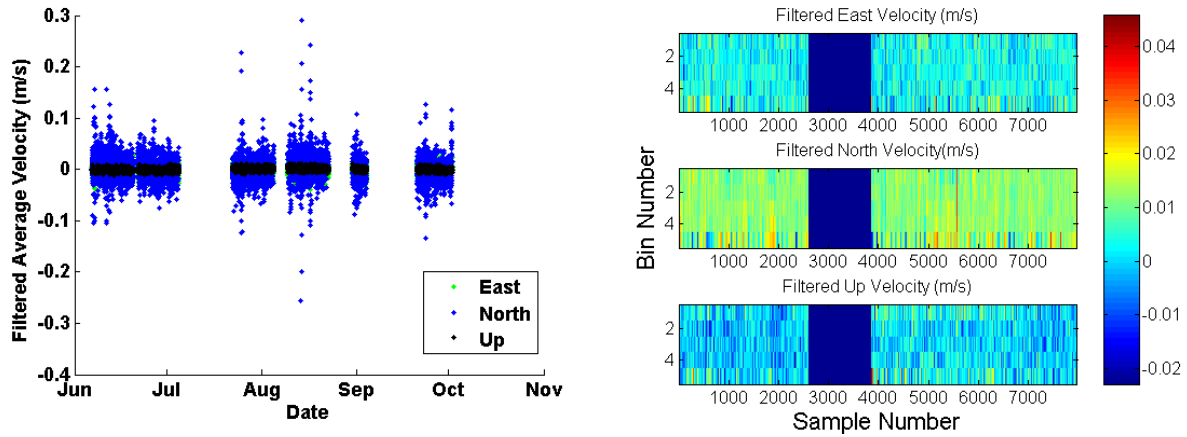 0.3
0.2
0.1
0
-0.1
-0.2
-0.3
-0.4
Filtered Average Velocity (m/s)
Jun Jul Aug Sep Oct Nov
Date
East
North
Up
Filtered East Velocity (m/s)
2
4
1000 2000 3000 4000 5000 6000 7000
Filtered North Velocity(m/s)
2
4
1000 2000 3000 4000 5000 6000 7000
Filtered Up Velocity (m/s)
2
4
1000 2000 3000 4000 5000 6000 7000
Bin Number
Sample Number
0.04
0.03
0.02
0.01
0
-0.01
-0.02